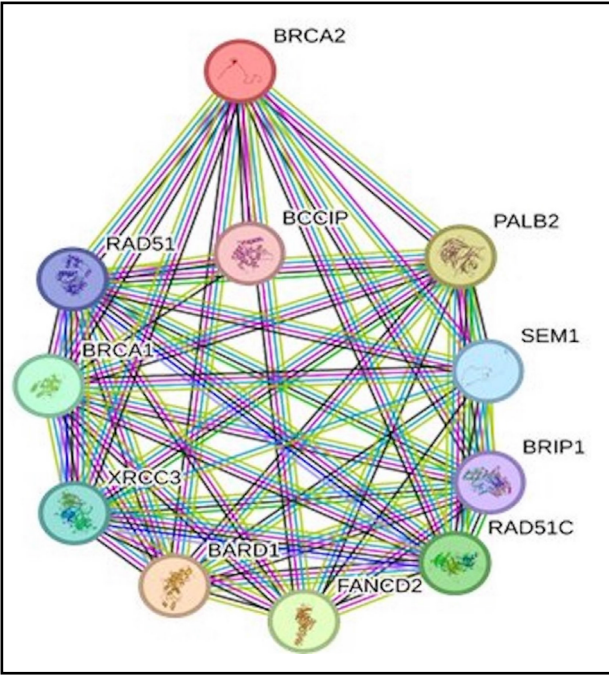 BRCA2
BCCIP
PALB2
RAD51
SEM1
BRCA1
BRIP1
XRCC3
RAD51C
BARD1
FANCD2